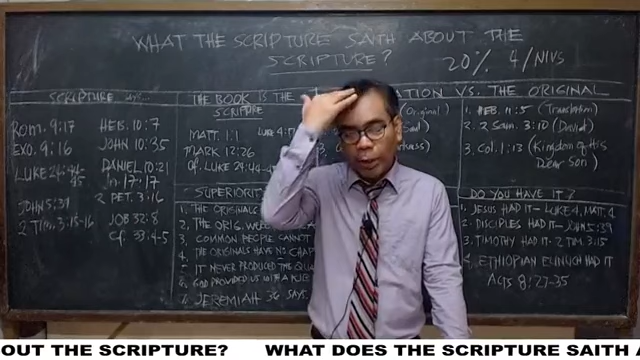 WHAT THE SCRIPTURE SAITH ABOUT THE
SCRIPTURE?
20% 4/NIVS
SCRIPTURE
Rom. 9:17
EXO. 9:16
LUKE 24:44-45
JOHN 5:39
2 Tim. 3:15-16
HEB. 10:7
JOHN 10:35
DANIEL 10:21
Jn. 17:17
2 PET. 3:16
JOB 32:8
Cf. 33:4-5
THE BOOK IS THE
SCRIPTURE
MATT. 1:1
MARK 12:26
Cf. LUKE 24:44-
SUPERIORITY
1. THE ORIGINALS
2. THE ORIG.
3. COMMON PEOPLE CANNOT
4. THE ORIGINALS HAVE NO
5. IT NEVER PRODUCED THE
6. GOD PROVIDED US WITH A KJB
7. JEREMIAH 36 SAYS
VS. THE ORIGINAL
Original)
1. HEB. 11:5 (Translation)
2. 2 Sam. 3:10 (David)
3. Col. 1:13 (Kingdom of His
Dear Son)
DO YOU HAVE IT?
1. JESUS HAD IT - LUKE 4, MATT. 4
2. DISCIPLES HAD IT - JOHN 5:39
3. TIMOTHY HAD IT. 2 TIM. 3:15
4. ETHIOPIAN EUNUCH HAD IT
Acts 8:27-35
OUT THE SCRIPTURE? WHAT DOES THE SCRIPTURE SAITH